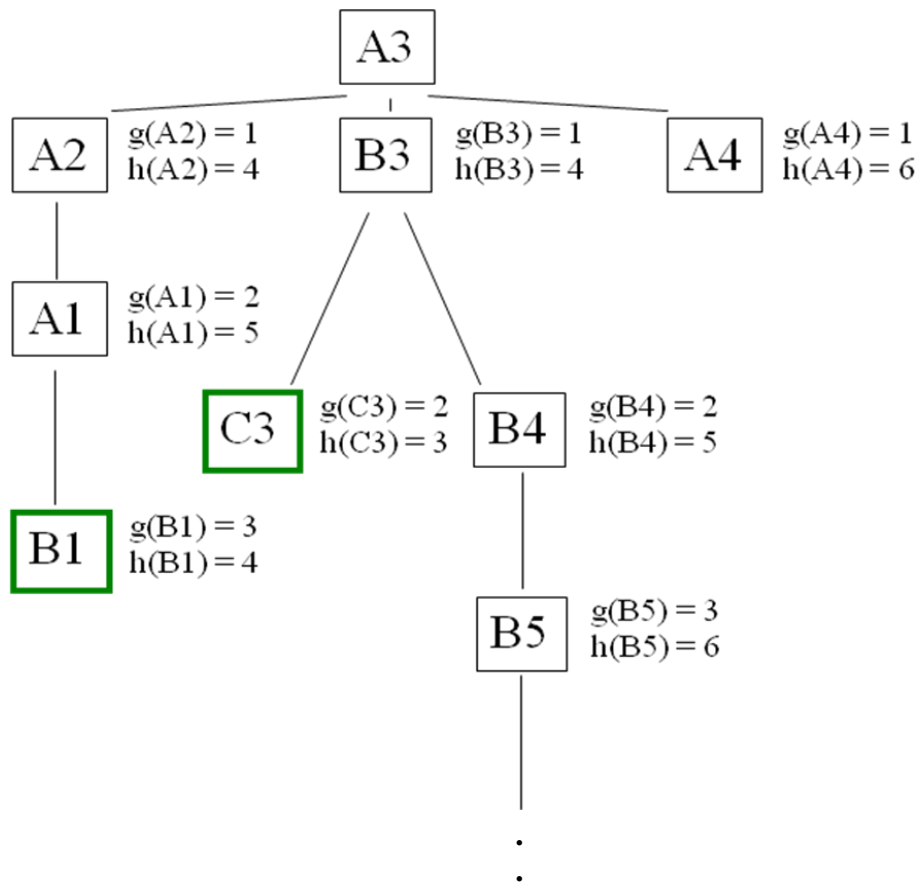 A3
A2
g(A2) = 1
h(A2) = 4
B3
g(B3) = 1
h(B3) = 4
A4
g(A4) = 1
h(A4) = 6
A1
g(A1) = 2
h(A1) = 5
C3
g(C3) = 2
h(C3) = 3
B4
g(B4) = 2
h(B4) = 5
B1
g(B1) = 3
h(B1) = 4
B5
g(B5) = 3
h(B5) = 6
.
.